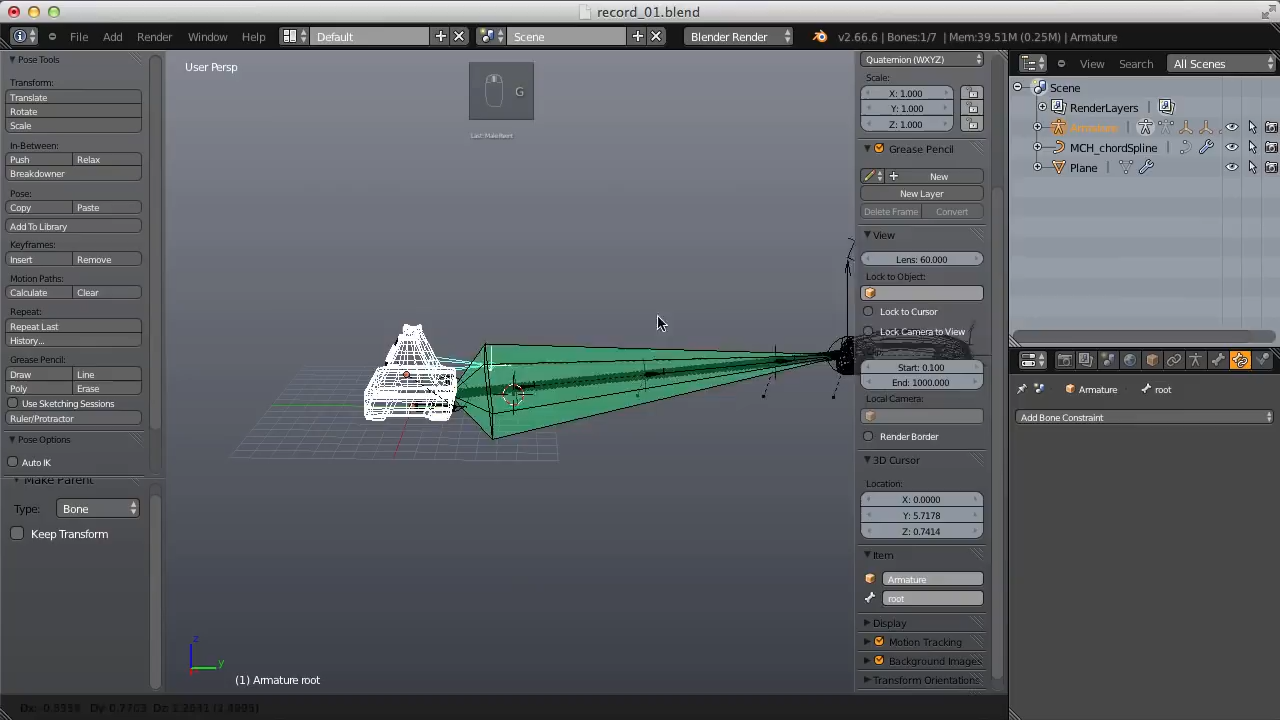 record_01.blend
File Add Render Window Help Default Scene Blender Render v2.66.6 | Bones:1/7 | Mem:39.51M (0.25M) | Armature
Pose Tools
Transform:
Translate
Rotate
Scale
In-Between:
Push Relax
Breakdowner
Pose:
Copy Paste
Add To Library
Keyframes:
Insert Remove
Motion Paths:
Calculate Clear
Repeat:
Repeat Last
History...
Grease Pencil:
Draw Line
Poly Erase
Use Sketching Sessions
Ruler/Protractor
Pose Options
Auto IK
Make Parent
Type: Bone
Keep Transform
User Persp
G
Last: Make Parent
z
y
(1) Armature root
Quaternion (WXYZ)
Scale:
X: 1.000
Y: 1.000
Z: 1.000
Grease Pencil
New
New Layer
Delete Frame Convert
View
Lens: 60.000
Lock to Object:
Lock to Cursor
Lock Camera to View
Start: 0.100
End: 1000.000
Local Camera:
Render Border
3D Cursor
Location:
X: 0.0000
Y: 5.7178
Z: 0.7414
Item
Armature
root
Display
Motion Tracking
Background Images
Transform Orientations
View Search All Scenes
Scene
RenderLayers
Armature
MCH_chordSpline
Plane
Armature root
Add Bone Constraint